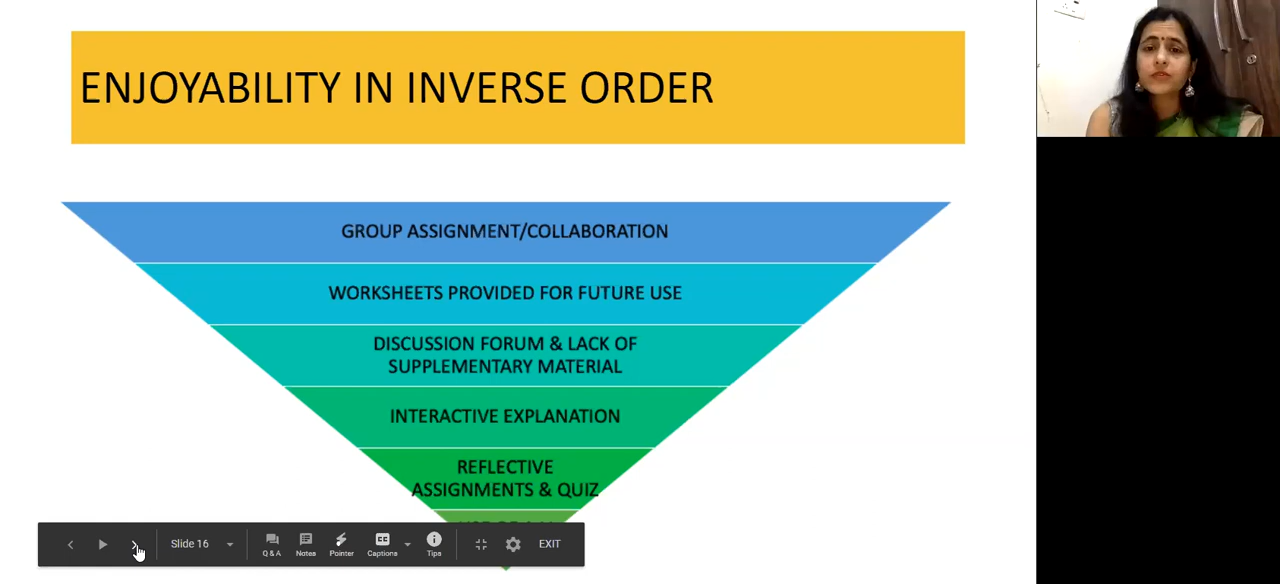 ENJOYABILITY IN INVERSE ORDER
GROUP ASSIGNMENT/COLLABORATION
WORKSHEETS PROVIDED FOR FUTURE USE
DISCUSSION FORUM & LACK OF
SUPPLEMENTARY MATERIAL
INTERACTIVE EXPLANATION
REFLECTIVE
ASSIGNMENTS & QUIZ
Slide 16
Q & A
Notes
Pointer
Captions
Tips
EXIT